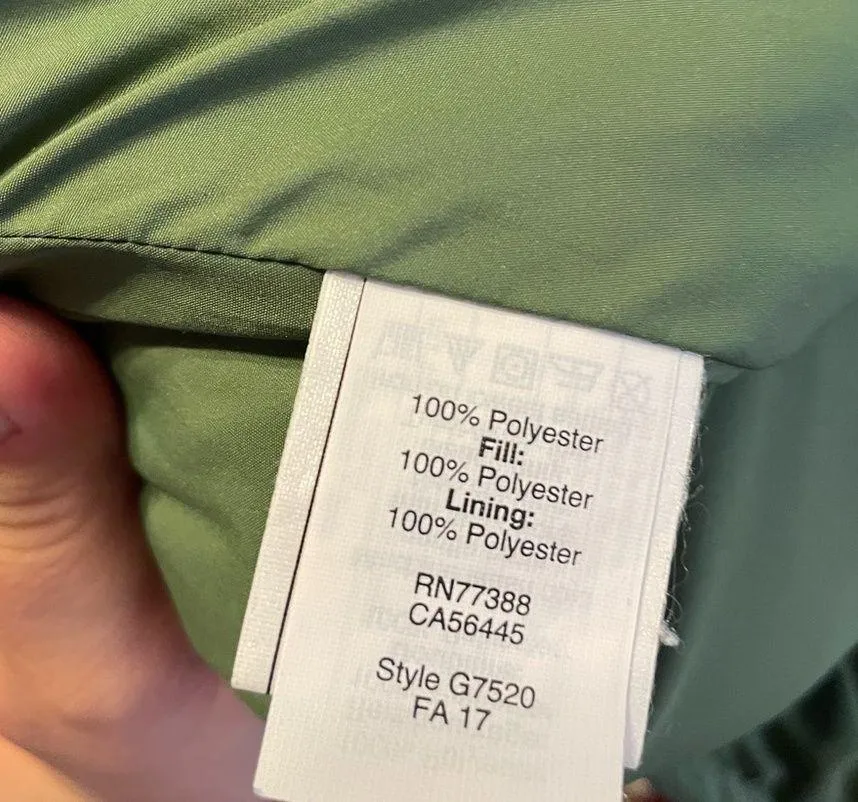 100% Polyester
Fill:
100% Polyester
Lining:
100% Polyester
RN77388
CA56445
Style G7520
FA 17